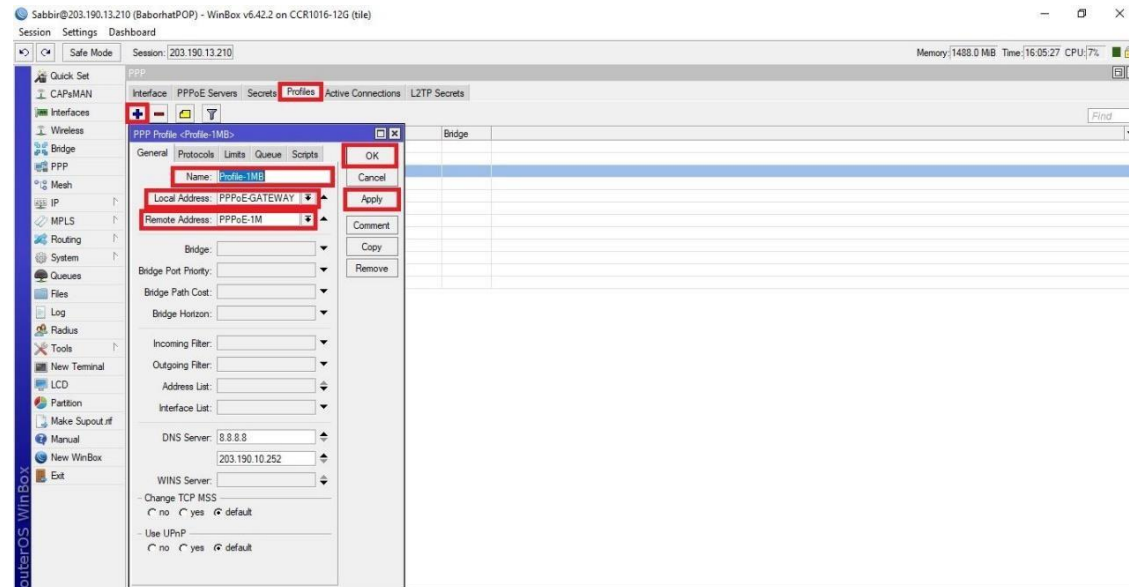 Sabbir@203.190.13.210 (BaborhatPOP) - WinBox v6.42.2 on CCR1016-12G (tile)
Session Settings Dashboard
Safe Mode Session: 203.190.13.210 Memory: 1488.0 MiB Time: 16:05:27 CPU: 7%
Quick Set
CAPsMAN
Interfaces
Wireless
Bridge
PPP
Mesh
IP
MPLS
Routing
System
Queues
Files
Log
Radius
Tools
New Terminal
LCD
Partition
Make Supout.rif
Manual
New WinBox
Exit
RouterOS WinBox
PPP
Interface PPPoE Servers Secrets Profiles Active Connections L2TP Secrets
Find
Bridge
PPP Profile <Profile-1MB>
General Protocols Limits Queue Scripts
Name: Profile-1MB
Local Address: PPPoE-GATEWAY
Remote Address: PPPoE-1M
Bridge:
Bridge Port Priority:
Bridge Path Cost:
Bridge Horizon:
Incoming Filter:
Outgoing Filter:
Address List:
Interface List:
DNS Server: 8.8.8.8
203.190.10.252
WINS Server:
Change TCP MSS
no yes default
Use UPnP
no yes default
OK
Cancel
Apply
Comment
Copy
Remove